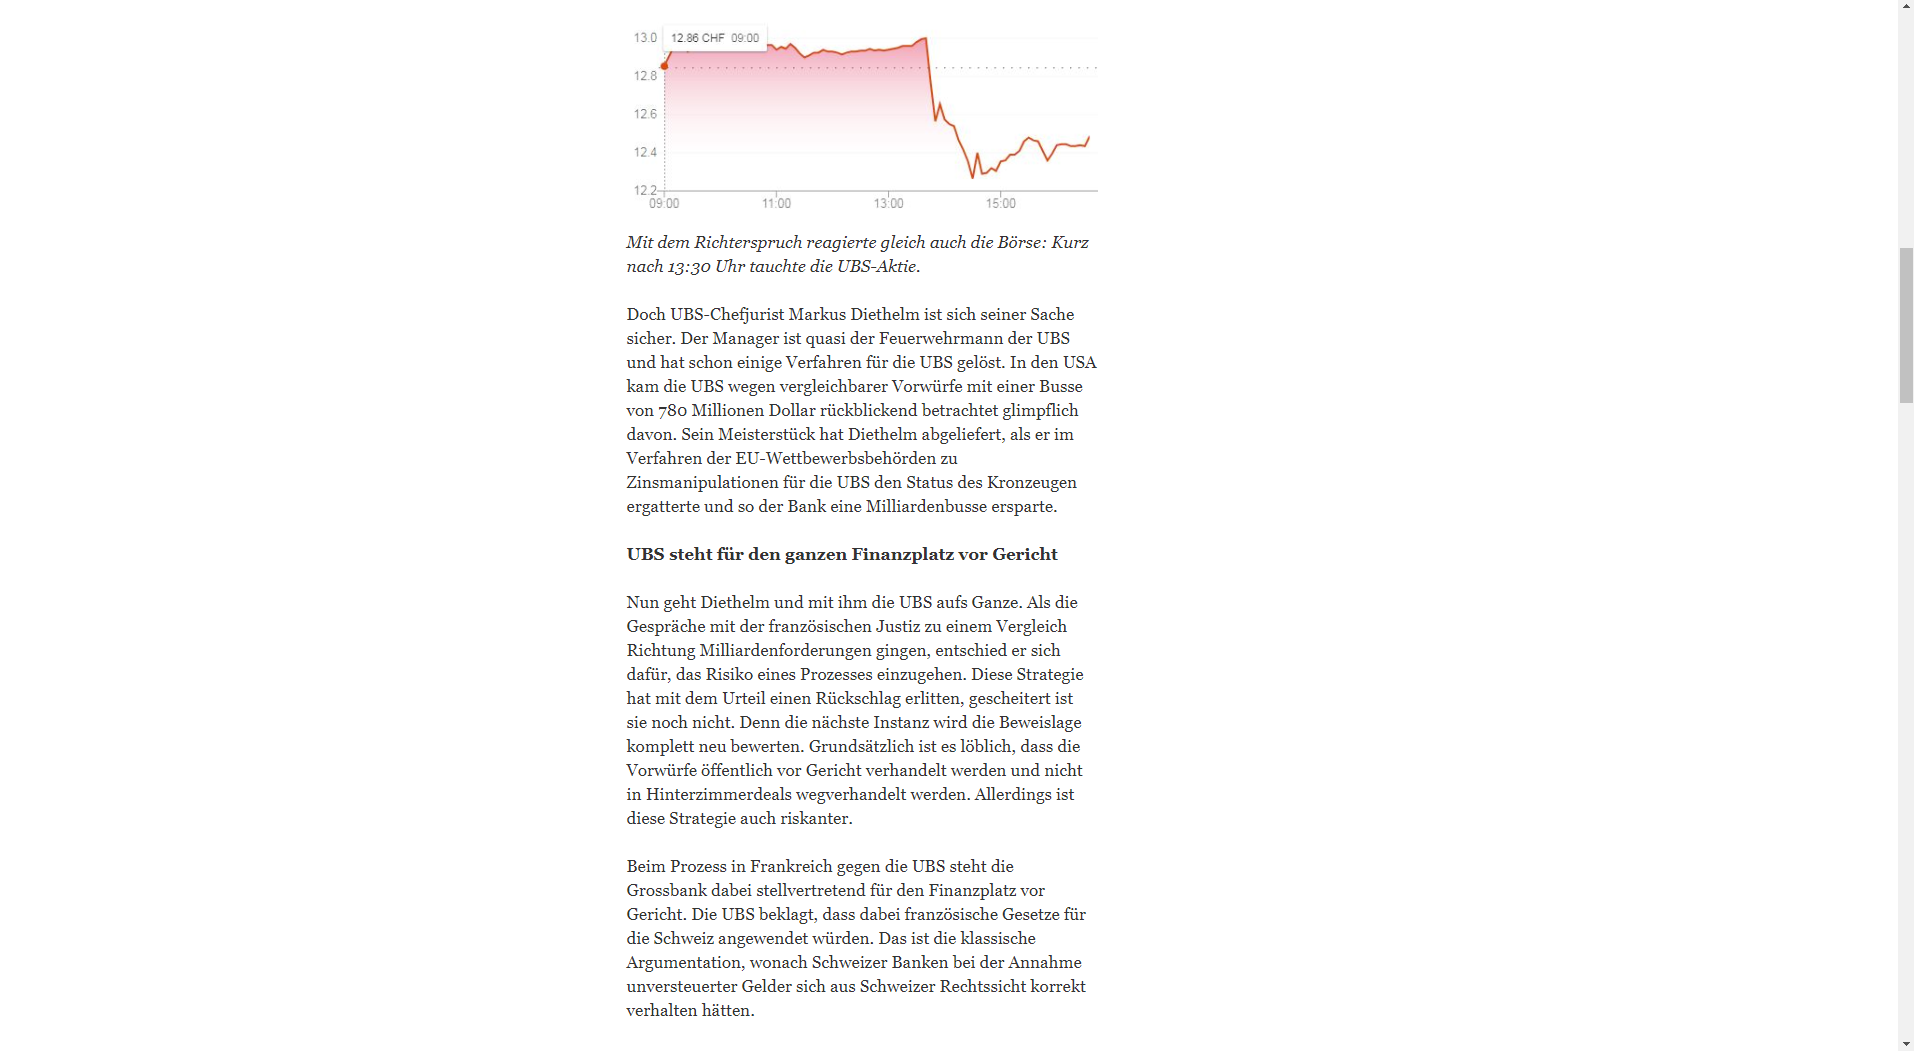 13.0
12.86 CHF 09:00
12.8
12.6
12.4
12.2
09:00 11:00 13:00 15:00
Mit dem Richterspruch reagierte gleich auch die Börse: Kurz
nach 13:30 Uhr tauchte die UBS-Aktie.
Doch UBS-Chefjurist Markus Diethelm ist sich seiner Sache
sicher. Der Manager ist quasi der Feuerwehrmann der UBS
und hat schon einige Verfahren für die UBS gelöst. In den USA
kam die UBS wegen vergleichbarer Vorwürfe mit einer Busse
von 780 Millionen Dollar rückblickend betrachtet glimpflich
davon. Sein Meisterstück hat Diethelm abgeliefert, als er im
Verfahren der EU-Wettbewerbsbehörden zu
Zinsmanipulationen für die UBS den Status des Kronzeugen
ergatterte und so der Bank eine Milliardenbusse ersparte.
UBS steht für den ganzen Finanzplatz vor Gericht
Nun geht Diethelm und mit ihm die UBS aufs Ganze. Als die
Gespräche mit der französischen Justiz zu einem Vergleich
Richtung Milliardenforderungen gingen, entschied er sich
dafür, das Risiko eines Prozesses einzugehen. Diese Strategie
hat mit dem Urteil einen Rückschlag erlitten, gescheitert ist
sie noch nicht. Denn die nächste Instanz wird die Beweislage
komplett neu bewerten. Grundsätzlich ist es löblich, dass die
Vorwürfe öffentlich vor Gericht verhandelt werden und nicht
in Hinterzimmerdeals wegverhandelt werden. Allerdings ist
diese Strategie auch riskanter.
Beim Prozess in Frankreich gegen die UBS steht die
Grossbank dabei stellvertretend für den Finanzplatz vor
Gericht. Die UBS beklagt, dass dabei französische Gesetze für
die Schweiz angewendet würden. Das ist die klassische
Argumentation, wonach Schweizer Banken bei der Annahme
unversteuerter Gelder sich aus Schweizer Rechtssicht korrekt
verhalten hätten.